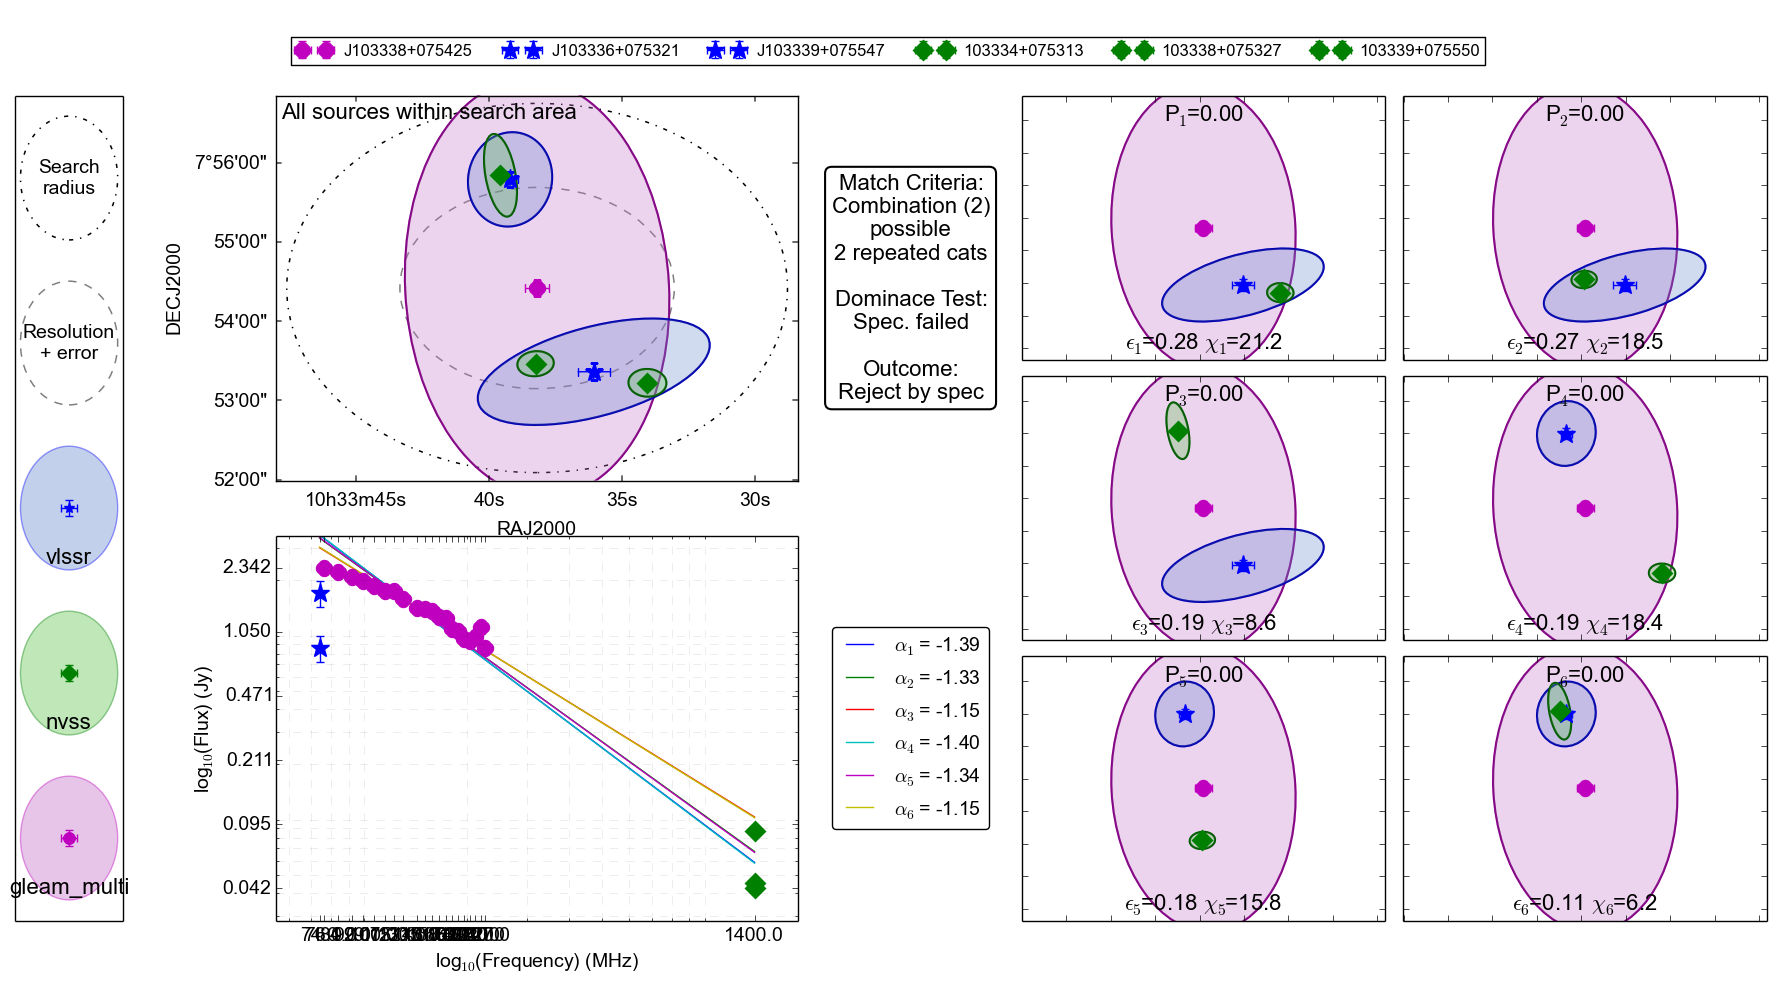 J103338+075425 J103336+075321 J103339+075547 103334+075313 103338+075327 103339+075550
Search
radius
Resolution
+ error
vlssr
nvss
gleam_multi
All sources within search area
7°56'00"
55'00"
54'00"
53'00"
52'00"
DECJ2000
10h33m45s 40s 35s 30s
RAJ2000
Match Criteria:
Combination (2)
possible
2 repeated cats
Dominace Test:
Spec. failed
Outcome:
Reject by spec
2.342
1.050
0.471
0.211
0.095
0.042
log₁₀(Flux) (Jy)
1400.0
log₁₀(Frequency) (MHz)
α₁ = -1.39
α₂ = -1.33
α₃ = -1.15
α₄ = -1.40
α₅ = -1.34
α₆ = -1.15
P₁=0.00
ϵ₁=0.28 χ₁=21.2
P₂=0.00
ϵ₂=0.27 χ₂=18.5
P₃=0.00
ϵ₃=0.19 χ₃=8.6
P₄=0.00
ϵ₄=0.19 χ₄=18.4
P₅=0.00
ϵ₅=0.18 χ₅=15.8
P₆=0.00
ϵ₆=0.11 χ₆=6.2